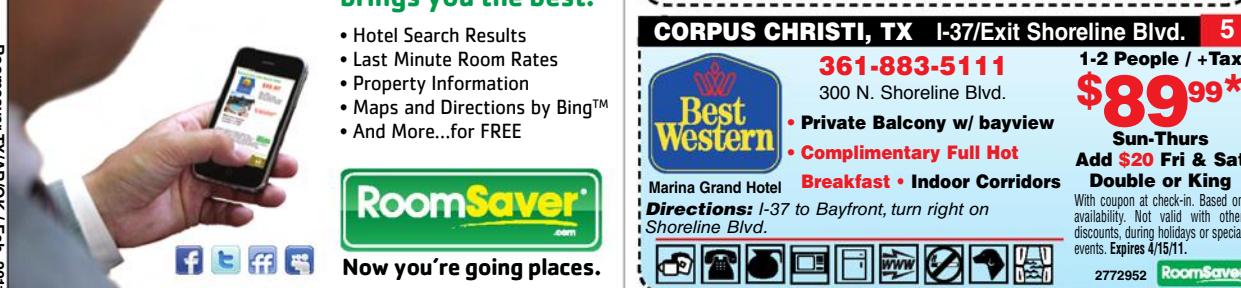 brings you the best.
• Hotel Search Results
• Last Minute Room Rates
• Property Information
• Maps and Directions by Bing™
• And More...for FREE
RoomSaver
.com
Now you're going places.
CORPUS CHRISTI, TX I-37/Exit Shoreline Blvd. 5
Best
Western
Marina Grand Hotel
361-883-5111
300 N. Shoreline Blvd.
• Private Balcony w/ bayview
• Complimentary Full Hot
Breakfast • Indoor Corridors
Directions: I-37 to Bayfront, turn right on
Shoreline Blvd.
WWW
1-2 People / +Tax
$89 99*
Sun-Thurs
Add $20 Fri & Sat
Double or King
With coupon at check-in. Based on
availability. Not valid with other
discounts, during holidays or special
events. Expires 4/15/11.
2772952 RoomSaver